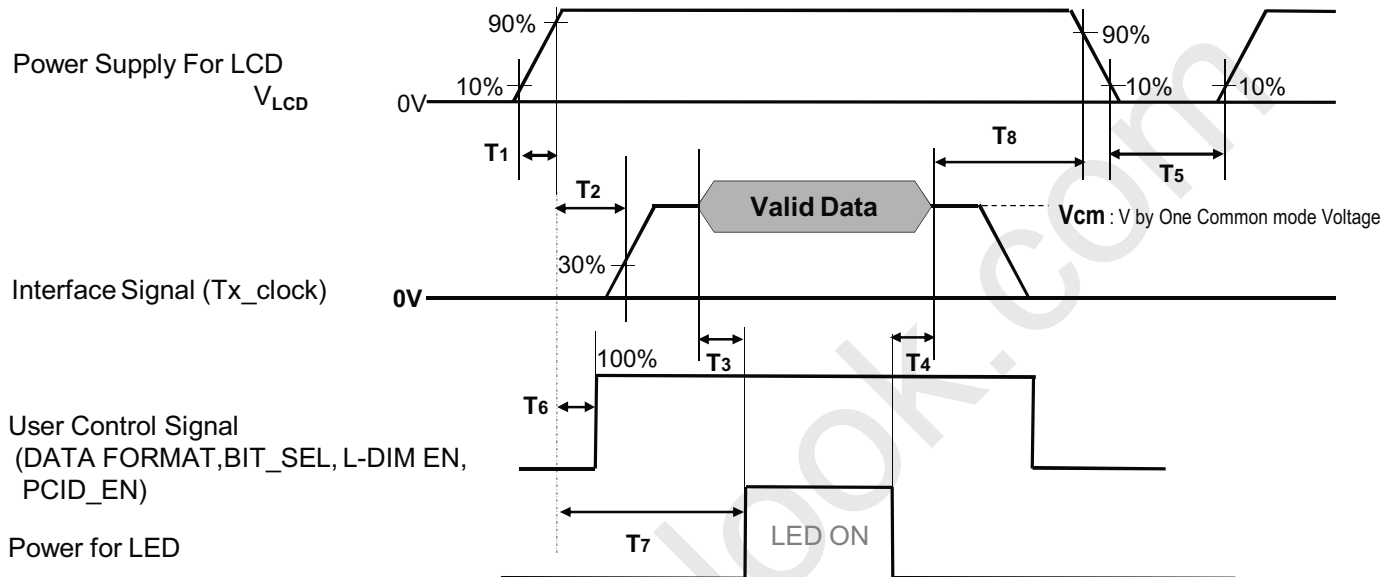 90%
90%
Power Supply For LCD
VLCD
10%
10%
10%
0V
T1
T8
T5
T2
Valid Data
Vcm : V by One Common mode Voltage
30%
Interface Signal (Tx_clock)
0V
100%
T3
T4
T6
User Control Signal
(DATA FORMAT,BIT_SEL, L-DIM EN,
PCID_EN)
T7
LED ON
Power for LED
look.com